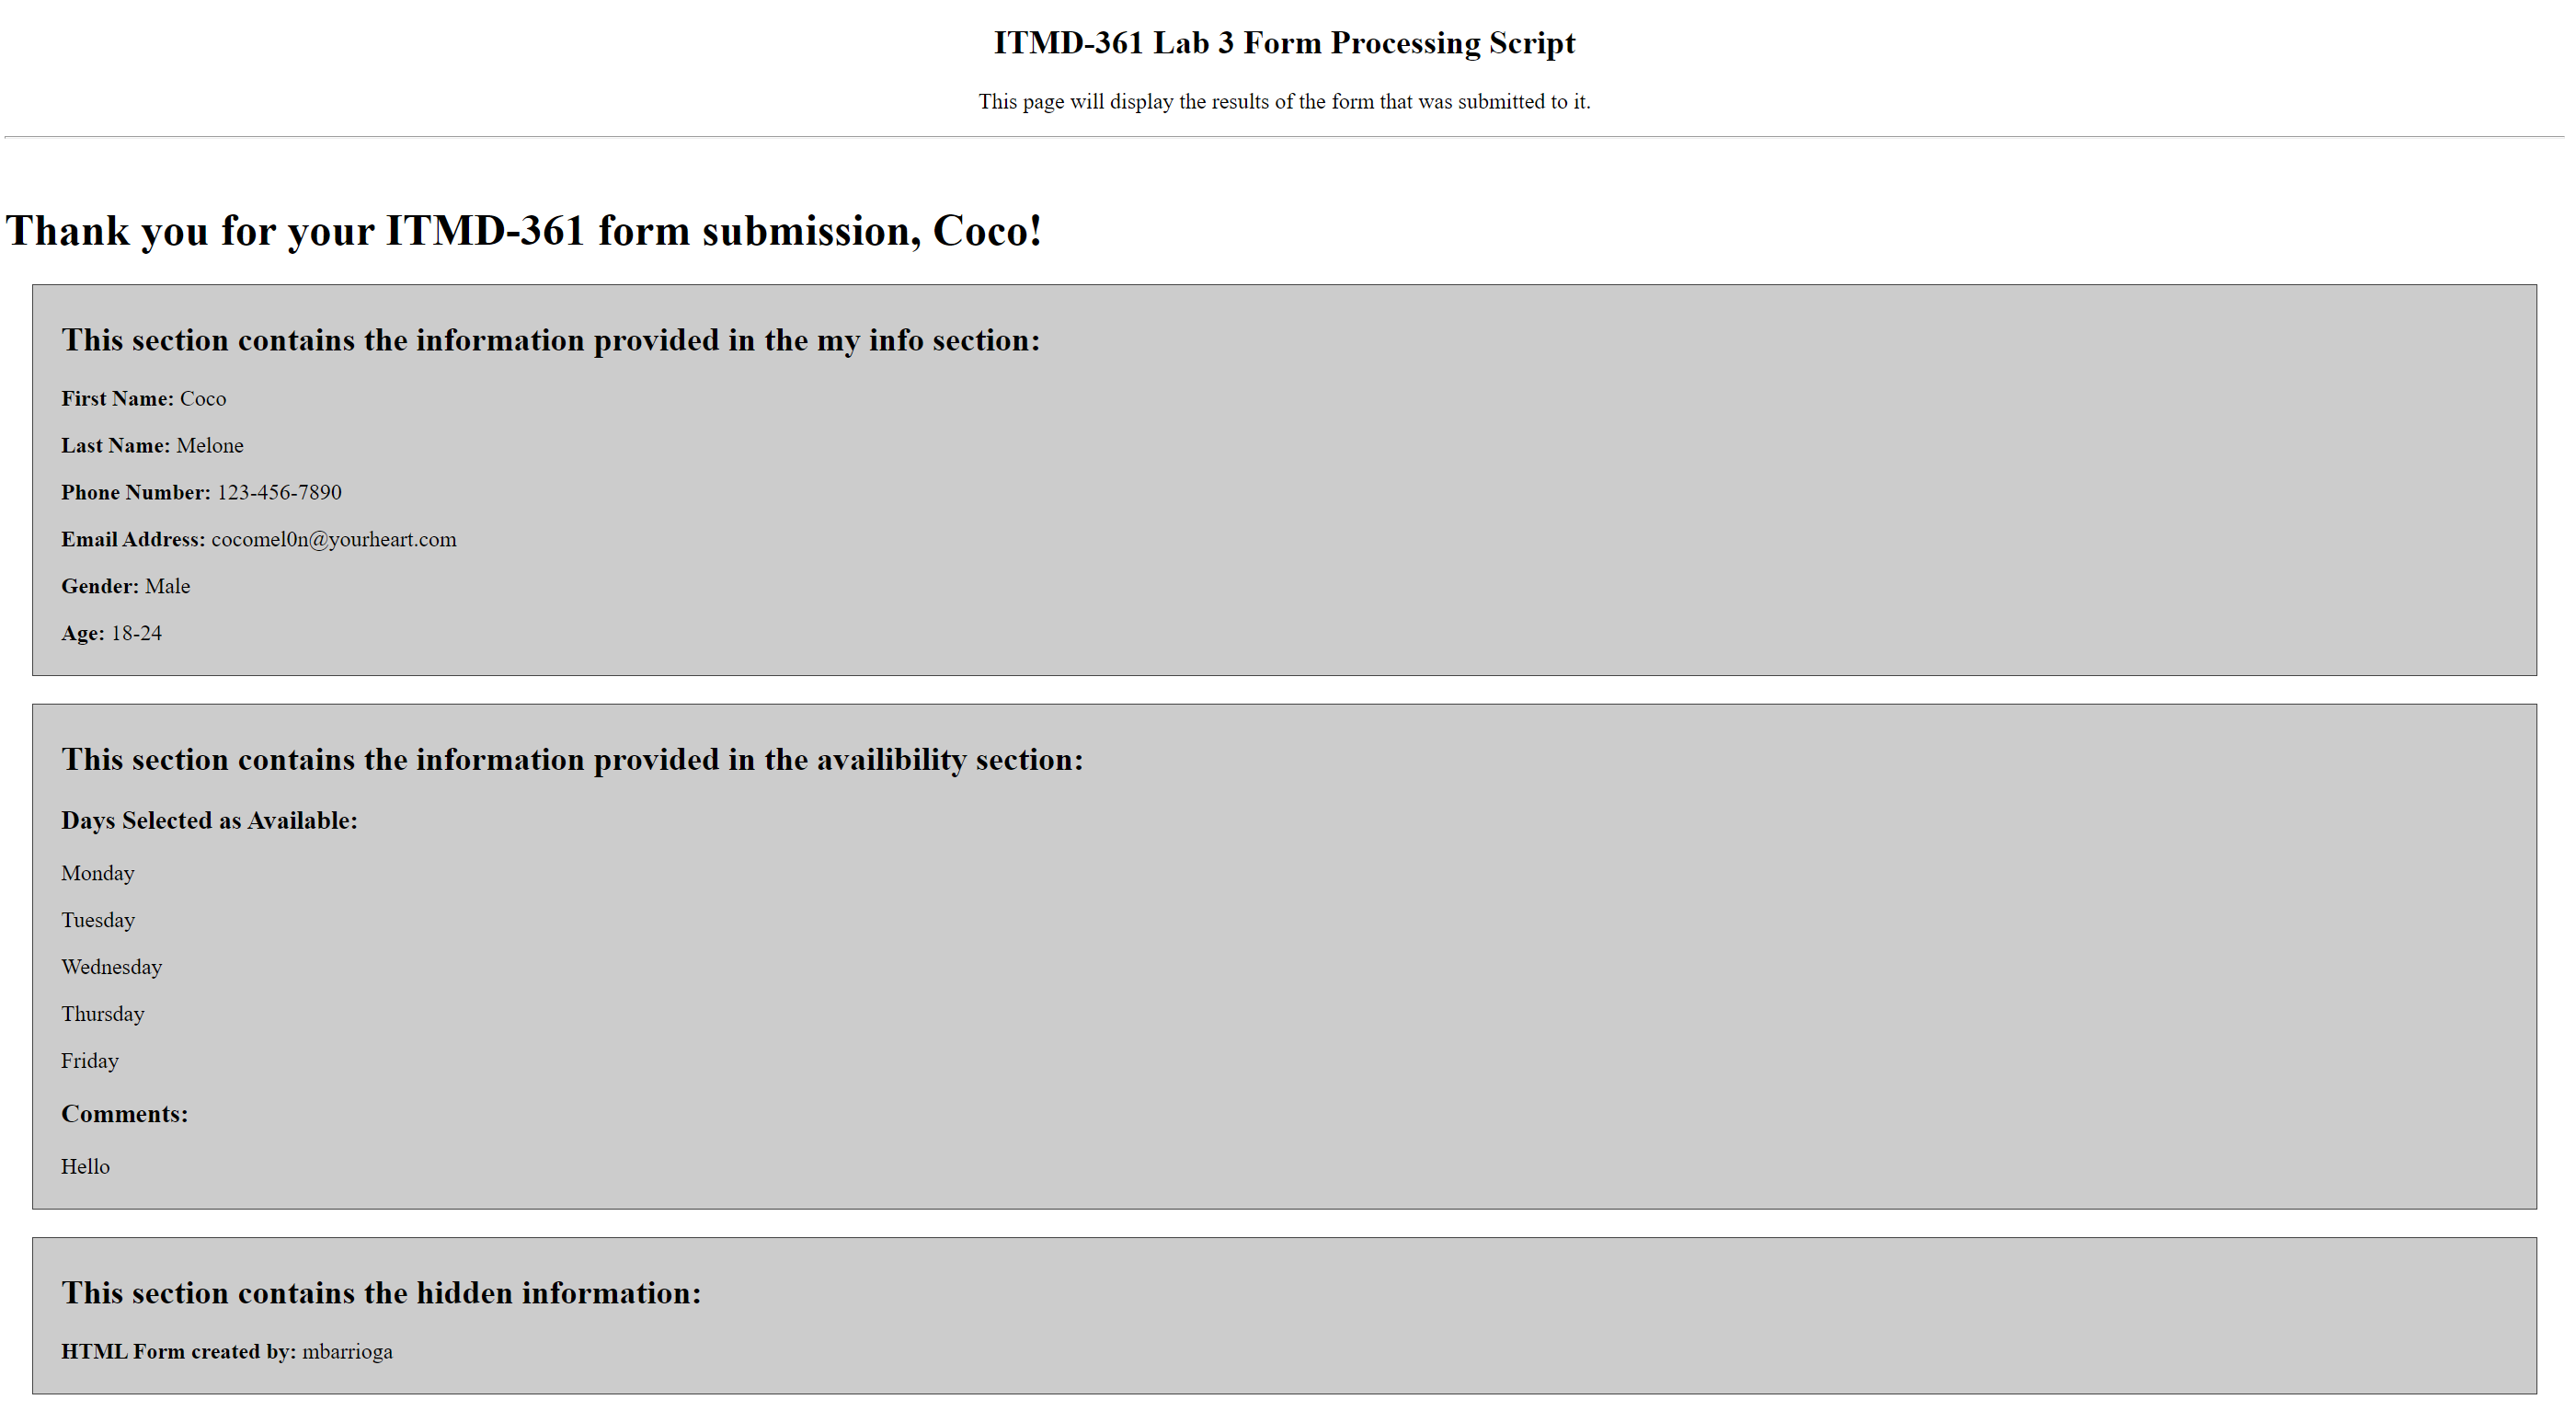 ITMD-361 Lab 3 Form Processing Script
This page will display the results of the form that was submitted to it.
Thank you for your ITMD-361 form submission, Coco!
This section contains the information provided in the my info section:
First Name: Coco
Last Name: Melone
Phone Number: 123-456-7890
Email Address: cocomel0n@yourheart.com
Gender: Male
Age: 18-24
This section contains the information provided in the availibility section:
Days Selected as Available:
Monday
Tuesday
Wednesday
Thursday
Friday
Comments:
Hello
This section contains the hidden information:
HTML Form created by: mbarrioga